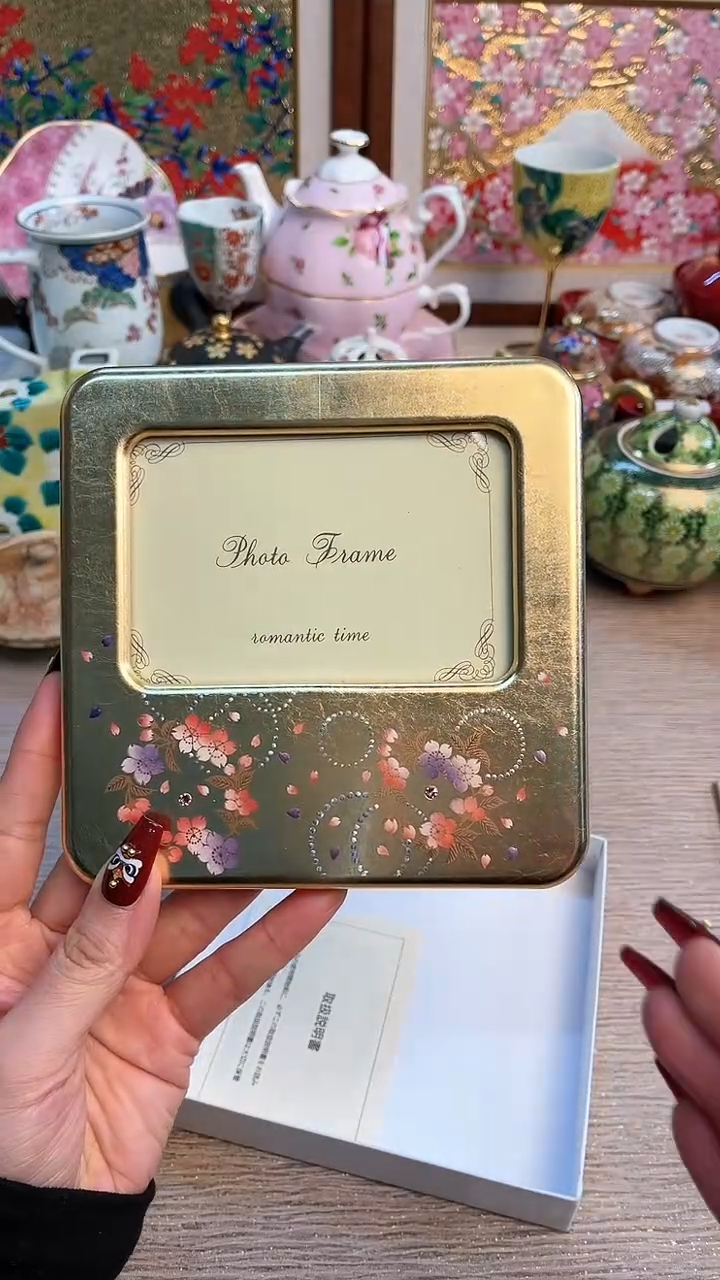 Photo Frame
romantic time
取扱説明書